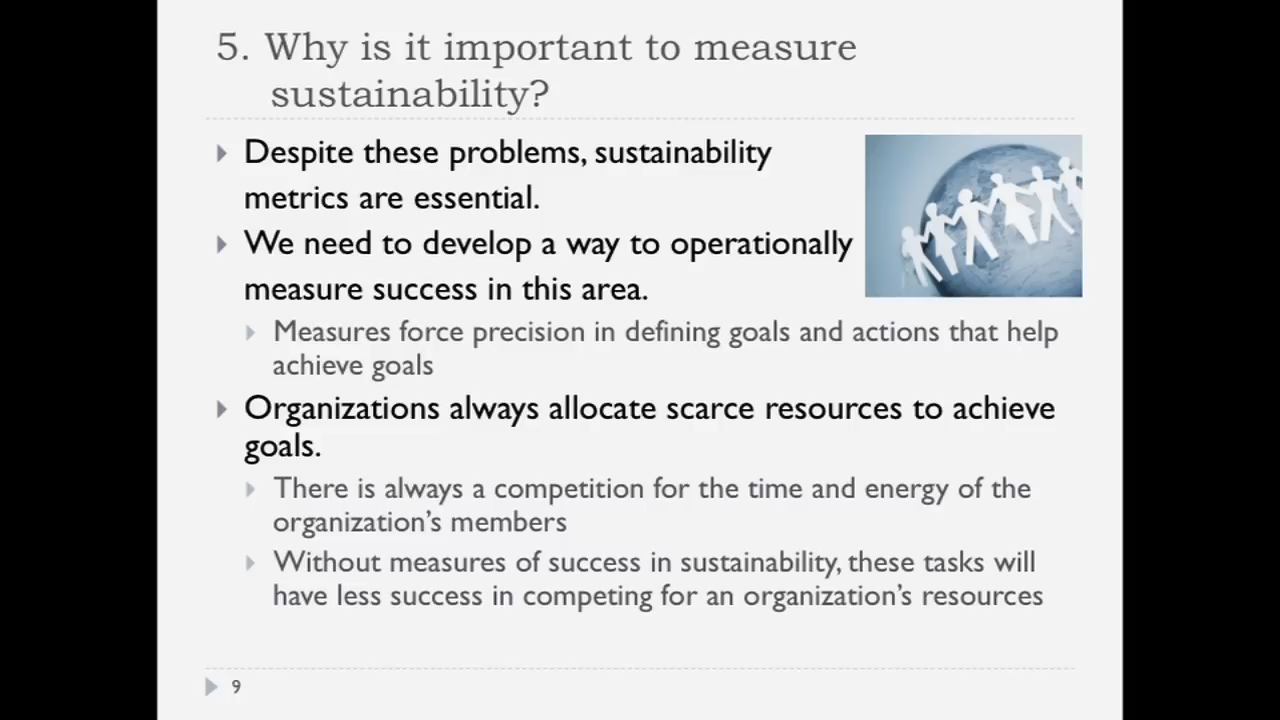 5. Why is it important to measure
sustainability?
Despite these problems, sustainability
metrics are essential.
We need to develop a way to operationally
measure success in this area.
Measures force precision in defining goals and actions that help
achieve goals
Organizations always allocate scarce resources to achieve
goals.
There is always a competition for the time and energy of the
organization’s members
Without measures of success in sustainability, these tasks will
have less success in competing for an organization’s resources
9